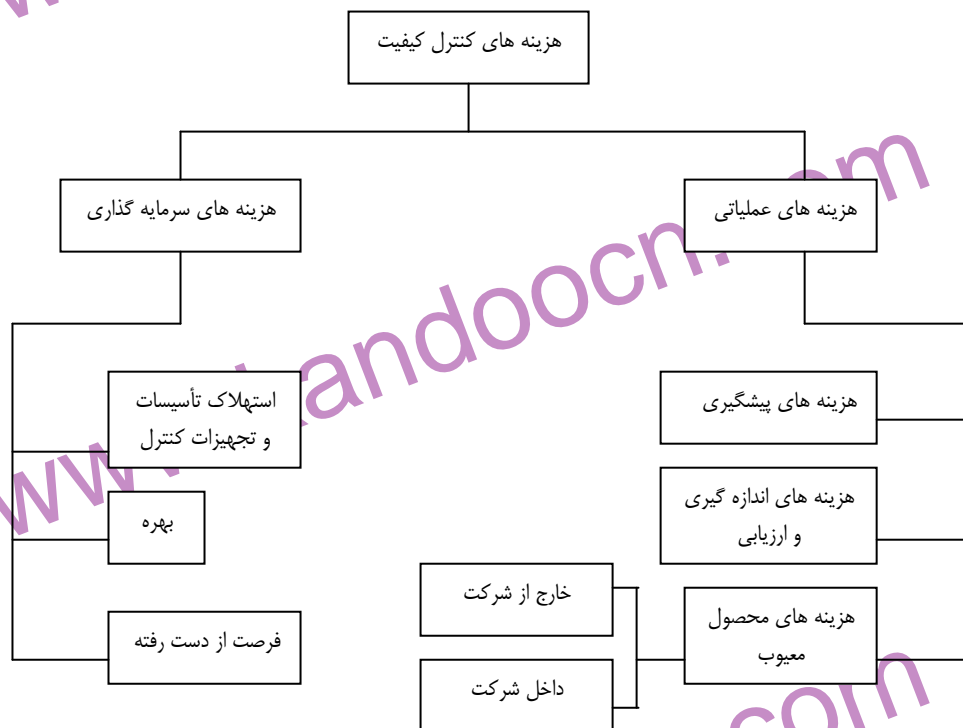 هزینه های کنترل کیفیت
هزینه های عملیاتی
هزینه های سرمایه گذاری
هزینه های پیشگیری
هزینه های اندازه گیری
و ارزیابی
هزینه های محصول
معیوب
خارج از شرکت
داخل شرکت
استهلاک تأسیسات
و تجهیزات کنترل
بهره
فرصت از دست رفته
www.kandoocn.com